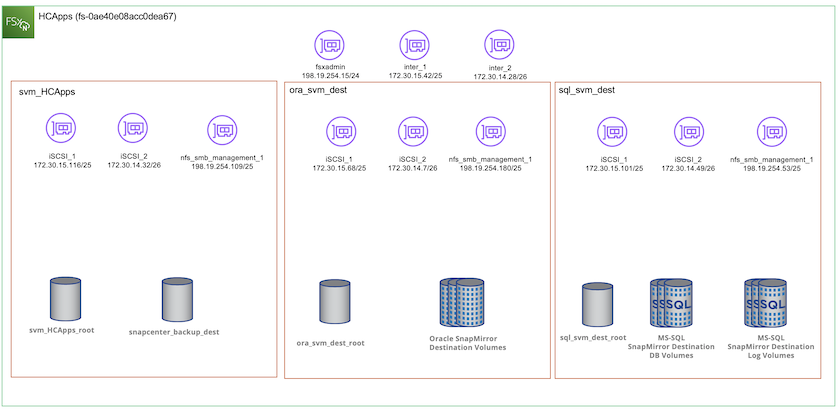 FSx
N
HCApps (fs-0ae40e08acc0dea67)
fsxadmin
198.19.254.15/24
inter_1
172.30.15.42/25
inter_2
172.30.14.28/26
svm_HCApps
iSCSI_1
172.30.15.116/25
iSCSI_2
172.30.14.32/26
nfs_smb_management_1
198.19.254.109/25
svm_HCApps_root
snapcenter_backup_dest
ora_svm_dest
iSCSI_1
172.30.15.68/25
iSCSI_2
172.30.14.7/26
nfs_smb_management_1
198.19.254.180/25
ora_svm_dest_root
Oracle SnapMirror
Destination Volumes
sql_svm_dest
iSCSI_1
172.30.15.101/25
iSCSI_2
172.30.14.49/26
nfs_smb_management_1
198.19.254.53/25
sql_svm_dest_root
S
S
SQL
MS-SQL
SnapMirror Destination
DB Volumes
S
S
SQL
MS-SQL
SnapMirror Destination
Log Volumes